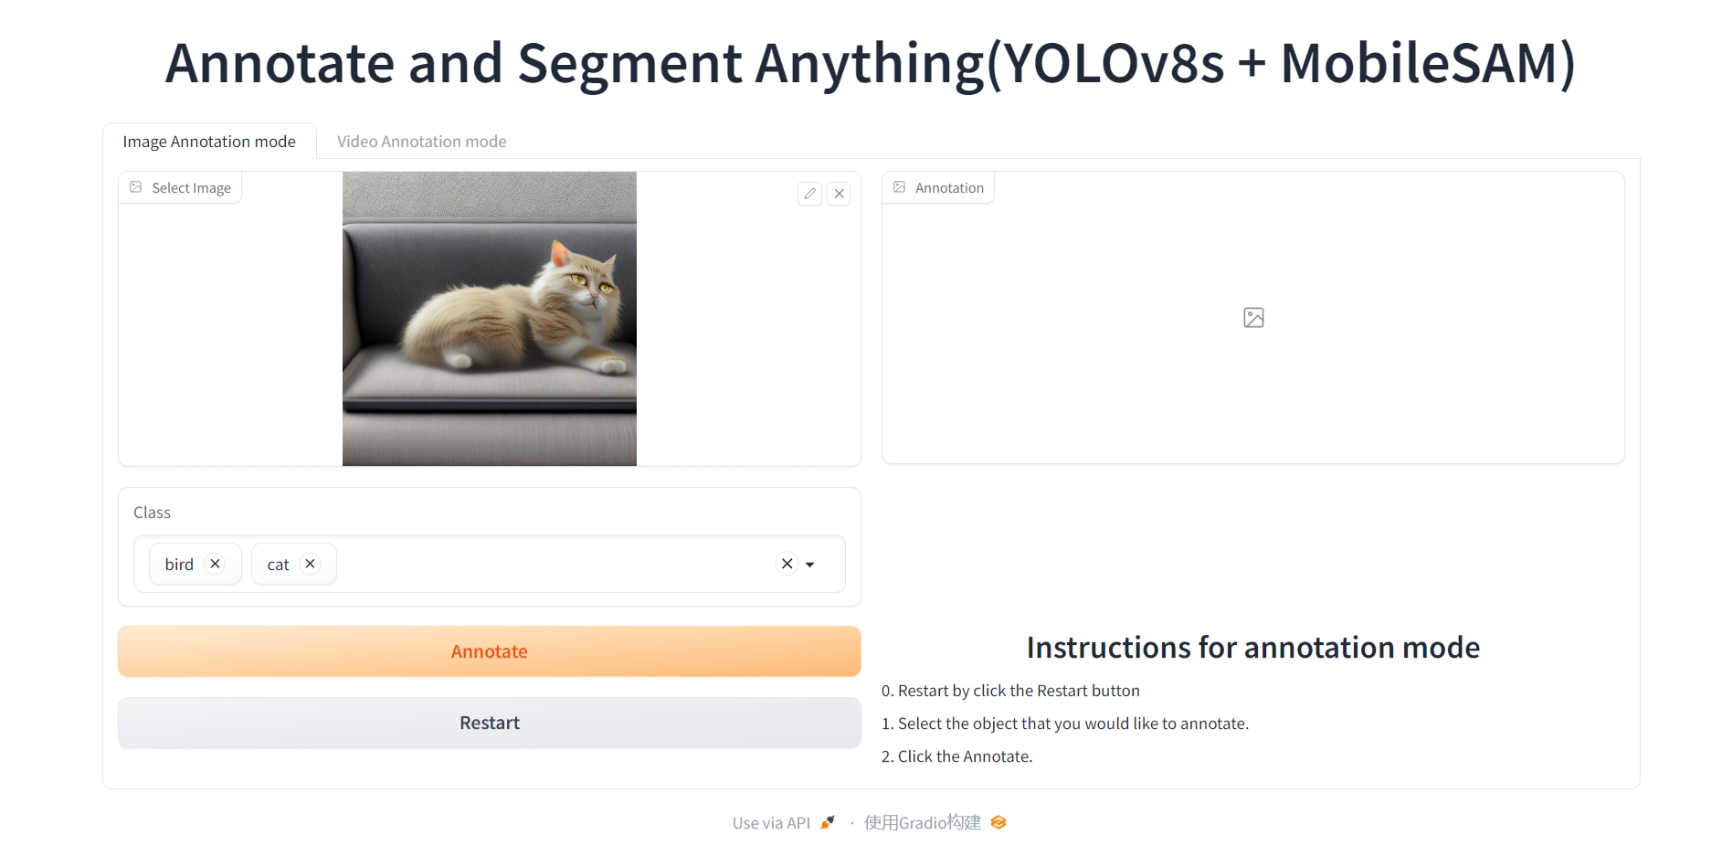 Annotate and Segment Anything(YOLOv8s + MobileSAM)
Image Annotation mode
Video Annotation mode
Select Image
Annotation
Class
bird
cat
Annotate
Restart
Instructions for annotation mode
0. Restart by click the Restart button
1. Select the object that you would like to annotate.
2. Click the Annotate.
Use via API · 使用Gradio构建